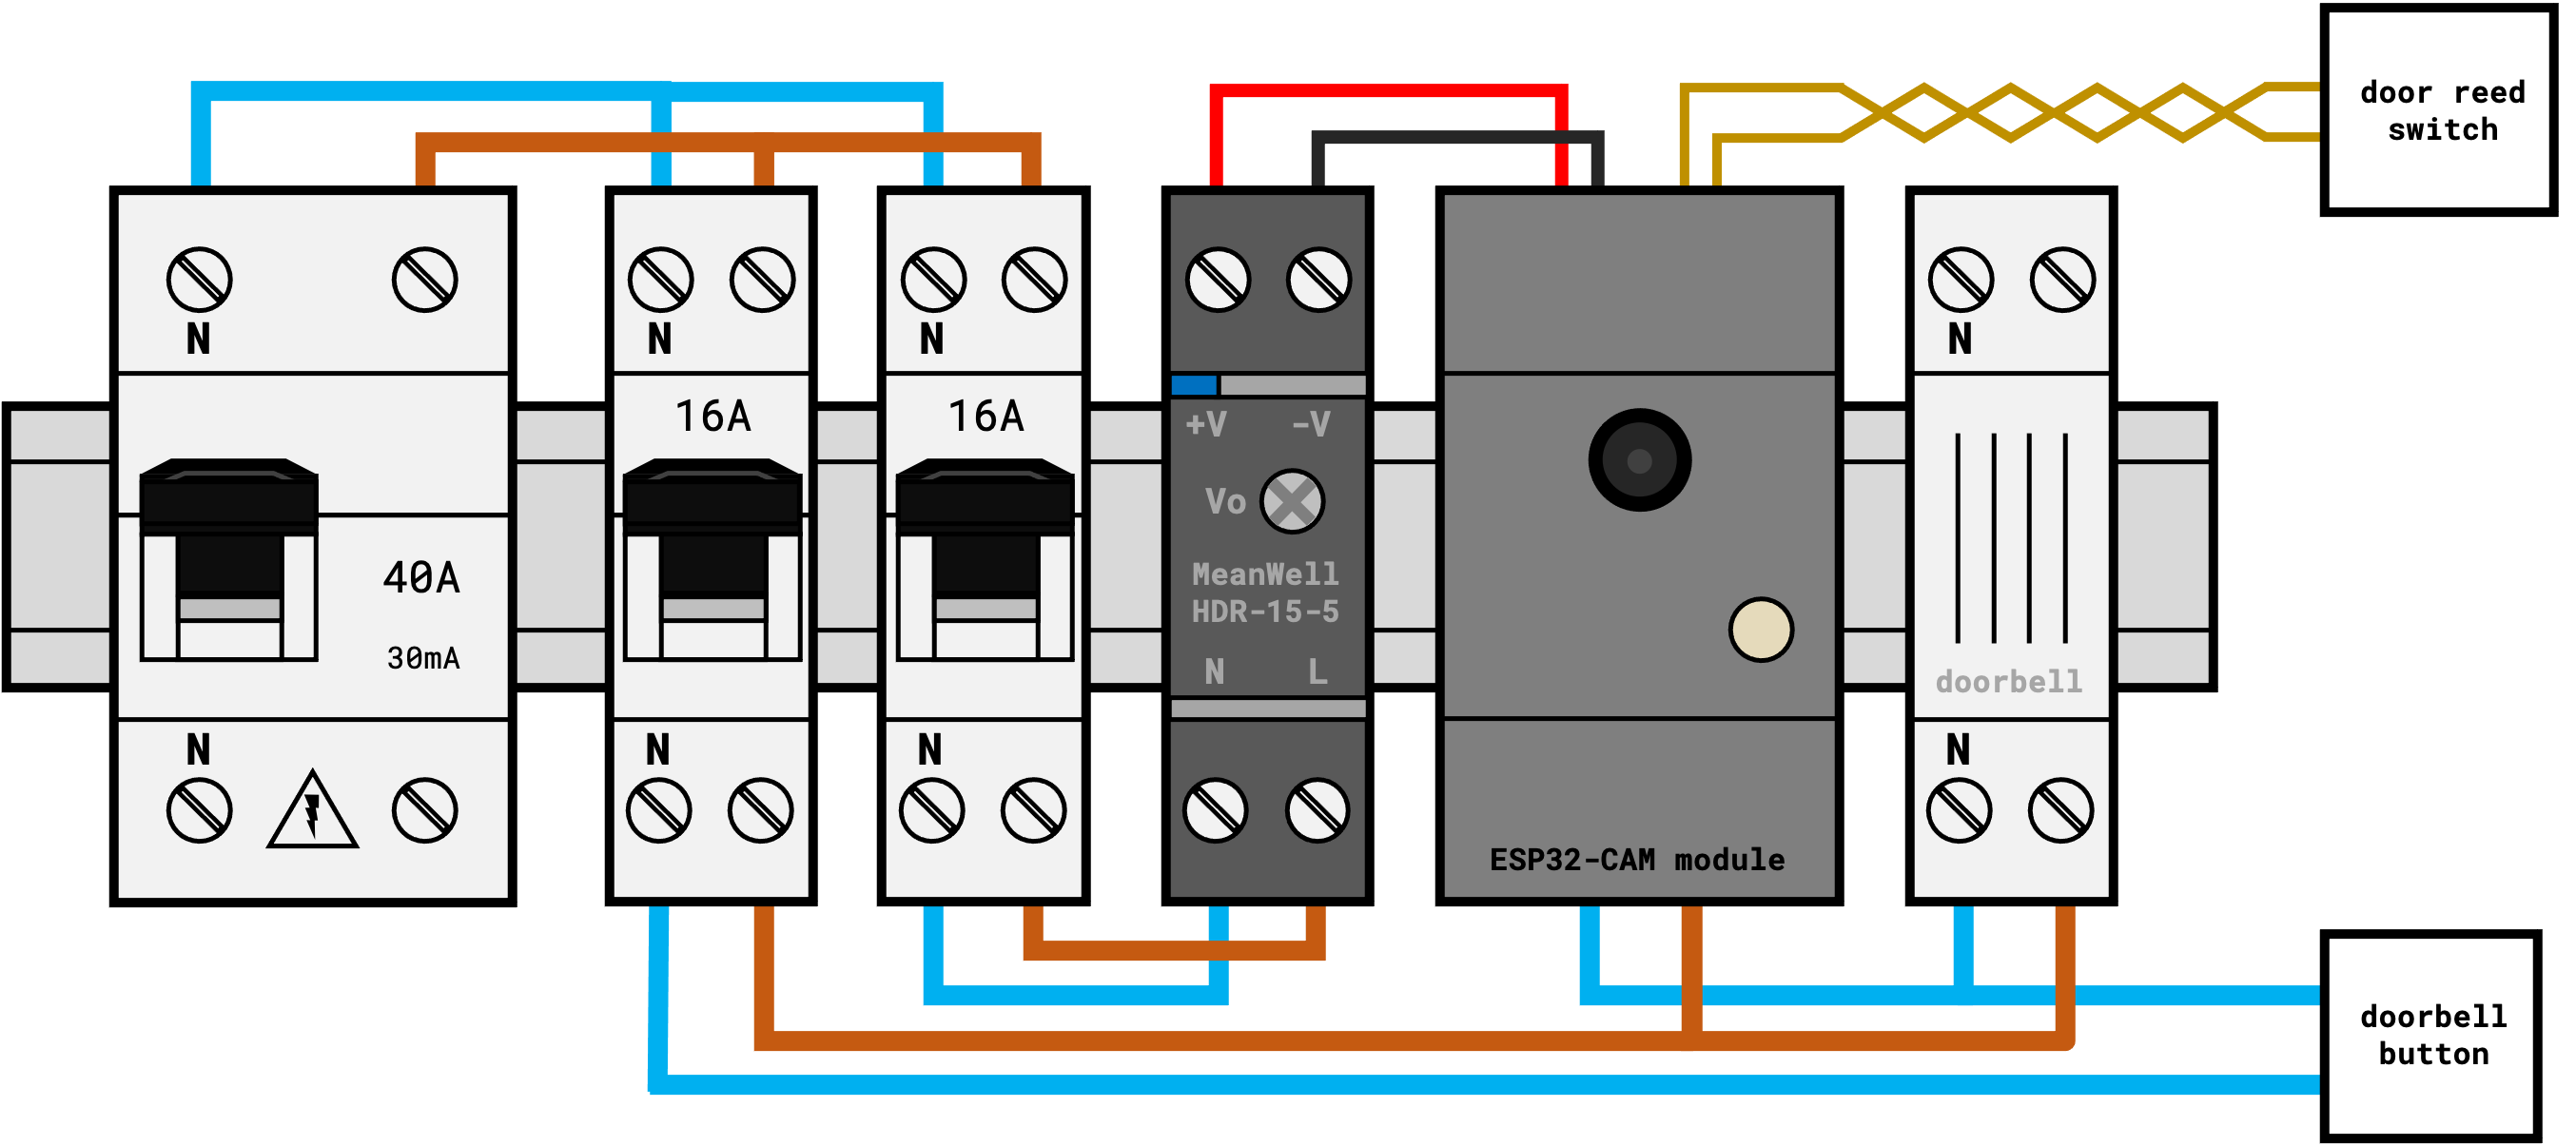 door reed
switch
N
N
N
N
16A
16A
+V -V
Vo
40A
MeanWell
HDR-15-5
30mA
N L
doorbell
N
N
N
N
ESP32-CAM module
doorbell
button